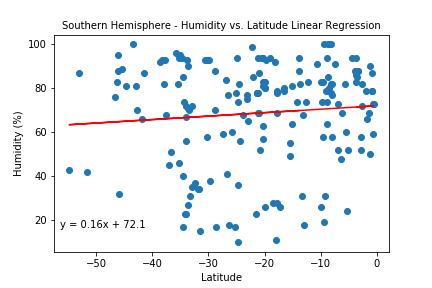 Southern Hemisphere - Humidity vs. Latitude Linear Regression
100
80
60
40
20
Humidity (%)
y = 0.16x + 72.1
−50 −40 −30 −20 −10 0
Latitude